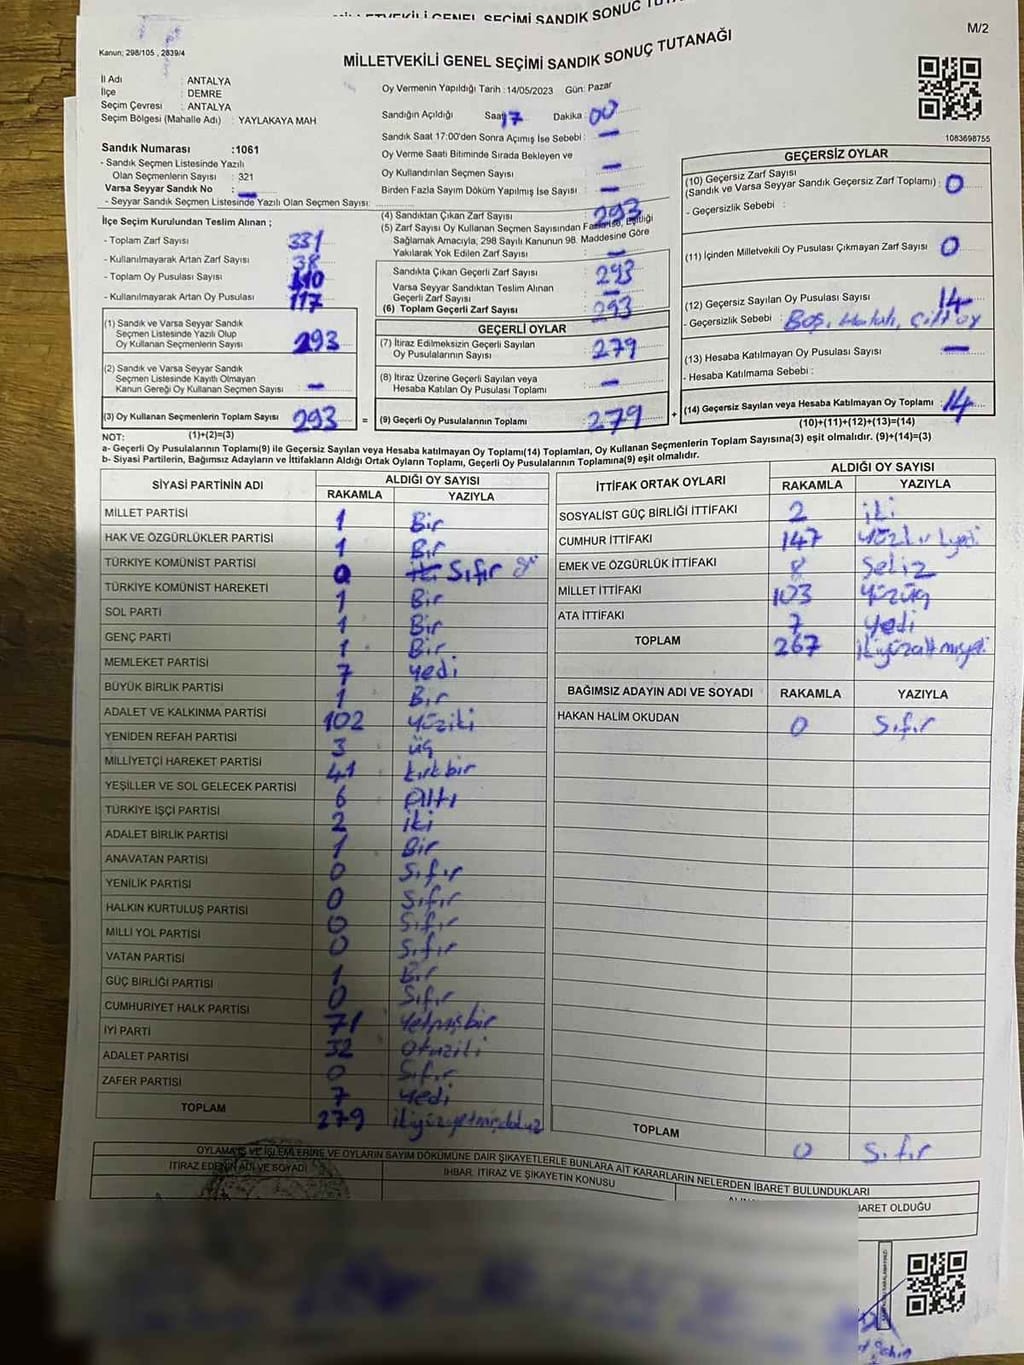 MİLLETVEKİLİ GENEL SEÇİMİ SANDIK SONUÇ
M/2
Kanun: 298/105 , 2839/4
MİLLETVEKİLİ GENEL SEÇİMİ SANDIK SONUÇ TUTANAĞI
İl Adı : ANTALYA
İlçe : DEMRE
Seçim Çevresi : ANTALYA
Seçim Bölgesi (Mahalle Adı) : YAYLAKAYA MAH
Sandık Numarası :1061
- Sandık Seçmen Listesinde Yazılı
Olan Seçmenlerin Sayısı : 321
Varsa Seyyar Sandık No : -
- Seyyar Sandık Seçmen Listesinde Yazılı Olan Seçmen Sayısı:
Oy Vermenin Yapıldığı Tarih :14/05/2023 Gün: Pazar
Sandığın Açıldığı Saat 17 Dakika : 00
Sandık Saat 17:00'den Sonra Açımış İse Sebebi : -
Oy Verme Saati Bitiminde Sırada Bekleyen ve
Oy Kullandırılan Seçmen Sayısı : -
Birden Fazla Sayım Döküm Yapılmış İse Sayısı : -
1083698755
İlçe Seçim Kurulundan Teslim Alınan ;
- Toplam Zarf Sayısı 331
- Kullanılmayarak Artan Zarf Sayısı 38
- Toplam Oy Pusulası Sayısı 410
- Kullanılmayarak Artan Oy Pusulası 117
(1) Sandık ve Varsa Seyyar Sandık
Seçmen Listesinde Yazılı Olup
Oy Kullanan Seçmenlerin Sayısı 293
(2) Sandık ve Varsa Seyyar Sandık
Seçmen Listesinde Kayıtlı Olmayan
Kanun Gereği Oy Kullanan Seçmen Sayısı : -
(3) Oy Kullanan Seçmenlerin Toplam Sayısı 293 =
(1)+(2)=(3)
(4) Sandıktan Çıkan Zarf Sayısı : 293
(5) Zarf Sayısı Oy Kullanan Seçmen Sayısından Fazla İse, Eşitliği
Sağlamak Amacıyla, 298 Sayılı Kanunun 98. Maddesine Göre
Yakılarak Yok Edilen Zarf Sayısı : -
Sandıkta Çıkan Geçerli Zarf Sayısı : 293
Varsa Seyyar Sandıktan Teslim Alınan
Geçerli Zarf Sayısı : -
(6) Toplam Geçerli Zarf Sayısı : 293
GEÇERLİ OYLAR
(7) İtiraz Edilmeksizin Geçerli Sayılan
Oy Pusulalarının Sayısı : 279
(8) İtiraz Üzerine Geçerli Sayılan veya
Hesaba Katılan Oy Pusulası Toplamı : -
(9) Geçerli Oy Pusulalarının Toplamı : 279 +
GEÇERSİZ OYLAR
(10) Geçersiz Zarf Sayısı
(Sandık ve Varsa Seyyar Sandık Geçersiz Zarf Toplamı) : 0
- Geçersizlik Sebebi :
(11) İçinden Milletvekili Oy Pusulası Çıkmayan Zarf Sayısı : 0
(12) Geçersiz Sayılan Oy Pusulası Sayısı : 14
- Geçersizlik Sebebi : Boş, Hatalı, Çift oy
(13) Hesaba Katılmayan Oy Pusulası Sayısı : -
- Hesaba Katılmama Sebebi :
(14) Geçersiz Sayılan veya Hesaba Katılmayan Oy Toplamı : 14
(10)+(11)+(12)+(13)=(14)
NOT:
a- Geçerli Oy Pusulalarının Toplamı(9) ile Geçersiz Sayılan veya Hesaba katılmayan Oy Toplamı(14) Toplamları, Oy Kullanan Seçmenlerin Toplam Sayısına(3) eşit olmalıdır. (9)+(14)=(3)
b- Siyasi Partilerin, Bağımsız Adayların ve İttifakların Aldığı Ortak Oyların Toplamı, Geçerli Oy Pusulalarının Toplamına(9) eşit olmalıdır.
SİYASİ PARTİNİN ADI ALDIĞI OY SAYISI
RAKAMLA YAZIYLA
MİLLET PARTİSİ 1 Bir
HAK VE ÖZGÜRLÜKLER PARTİSİ 1 Bir
TÜRKİYE KOMÜNİST PARTİSİ 0 Sıfır
TÜRKİYE KOMÜNİST HAREKETİ 1 Bir
SOL PARTİ 1 Bir
GENÇ PARTİ 1 Bir
MEMLEKET PARTİSİ 7 Yedi
BÜYÜK BİRLİK PARTİSİ 1 Bir
ADALET VE KALKINMA PARTİSİ 102 Yüziki
YENİDEN REFAH PARTİSİ 3 üç
MİLLİYETÇİ HAREKET PARTİSİ 41 Kırkbir
YEŞİLLER VE SOL GELECEK PARTİSİ 6 Altı
TÜRKİYE İŞÇİ PARTİSİ 2 iki
ADALET BİRLİK PARTİSİ 1 Bir
ANAVATAN PARTİSİ 0 Sıfır
YENİLİK PARTİSİ 0 Sıfır
HALKIN KURTULUŞ PARTİSİ 0 Sıfır
MİLLİ YOL PARTİSİ 0 Sıfır
VATAN PARTİSİ 1 Bir
GÜÇ BİRLİĞİ PARTİSİ 0 Sıfır
CUMHURİYET HALK PARTİSİ 71 Yetmişbir
İYİ PARTİ 32 Otuziki
ADALET PARTİSİ 0 Sıfır
ZAFER PARTİSİ 7 Yedi
TOPLAM 279 ikiyüzyetmişdokuz
İTTİFAK ORTAK OYLARI ALDIĞI OY SAYISI
RAKAMLA YAZIYLA
SOSYALİST GÜÇ BİRLİĞİ İTTİFAKI 2 iki
CUMHUR İTTİFAKI 147 Yüzkırkyedi
EMEK VE ÖZGÜRLÜK İTTİFAKI 8 Sekiz
MİLLET İTTİFAKI 103 Yüzüç
ATA İTTİFAKI 7 Yedi
TOPLAM 267 ikiyüzaltmışyedi
BAĞIMSIZ ADAYIN ADI VE SOYADI RAKAMLA YAZIYLA
HAKAN HALİM OKUDAN 0 Sıfır
TOPLAM 0 Sıfır
OYLAMA İŞ VE İŞLEMLERİNE VE OYLARIN SAYIM DÖKÜMÜNE DAİR ŞİKAYETLERLE BUNLARA AİT KARARLARIN NELERDEN İBARET BULUNDUKLARI
İTİRAZ EDENİN ADI VE SOYADI İHBAR, İTİRAZ VE ŞİKAYETİN KONUSU
BARET OLDUĞU